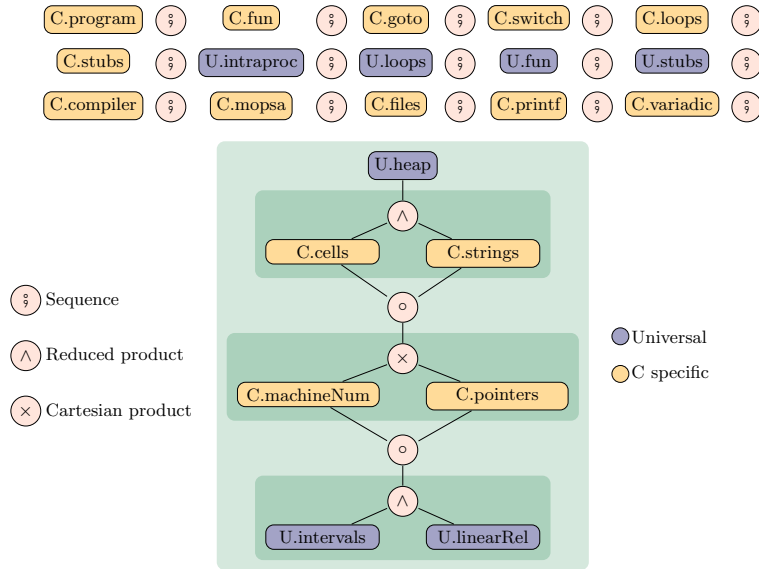 C.program ⨟ C.fun ⨟ C.goto ⨟ C.switch ⨟ C.loops ⨟
C.stubs ⨟ U.intraproc ⨟ U.loops ⨟ U.fun ⨟ U.stubs ⨟
C.compiler ⨟ C.mopsa ⨟ C.files ⨟ C.printf ⨟ C.variadic ⨟
U.heap
∧
C.cells C.strings
∘
×
C.machineNum C.pointers
∘
∧
U.intervals U.linearRel
⨟ Sequence
∧ Reduced product
× Cartesian product
Universal
C specific